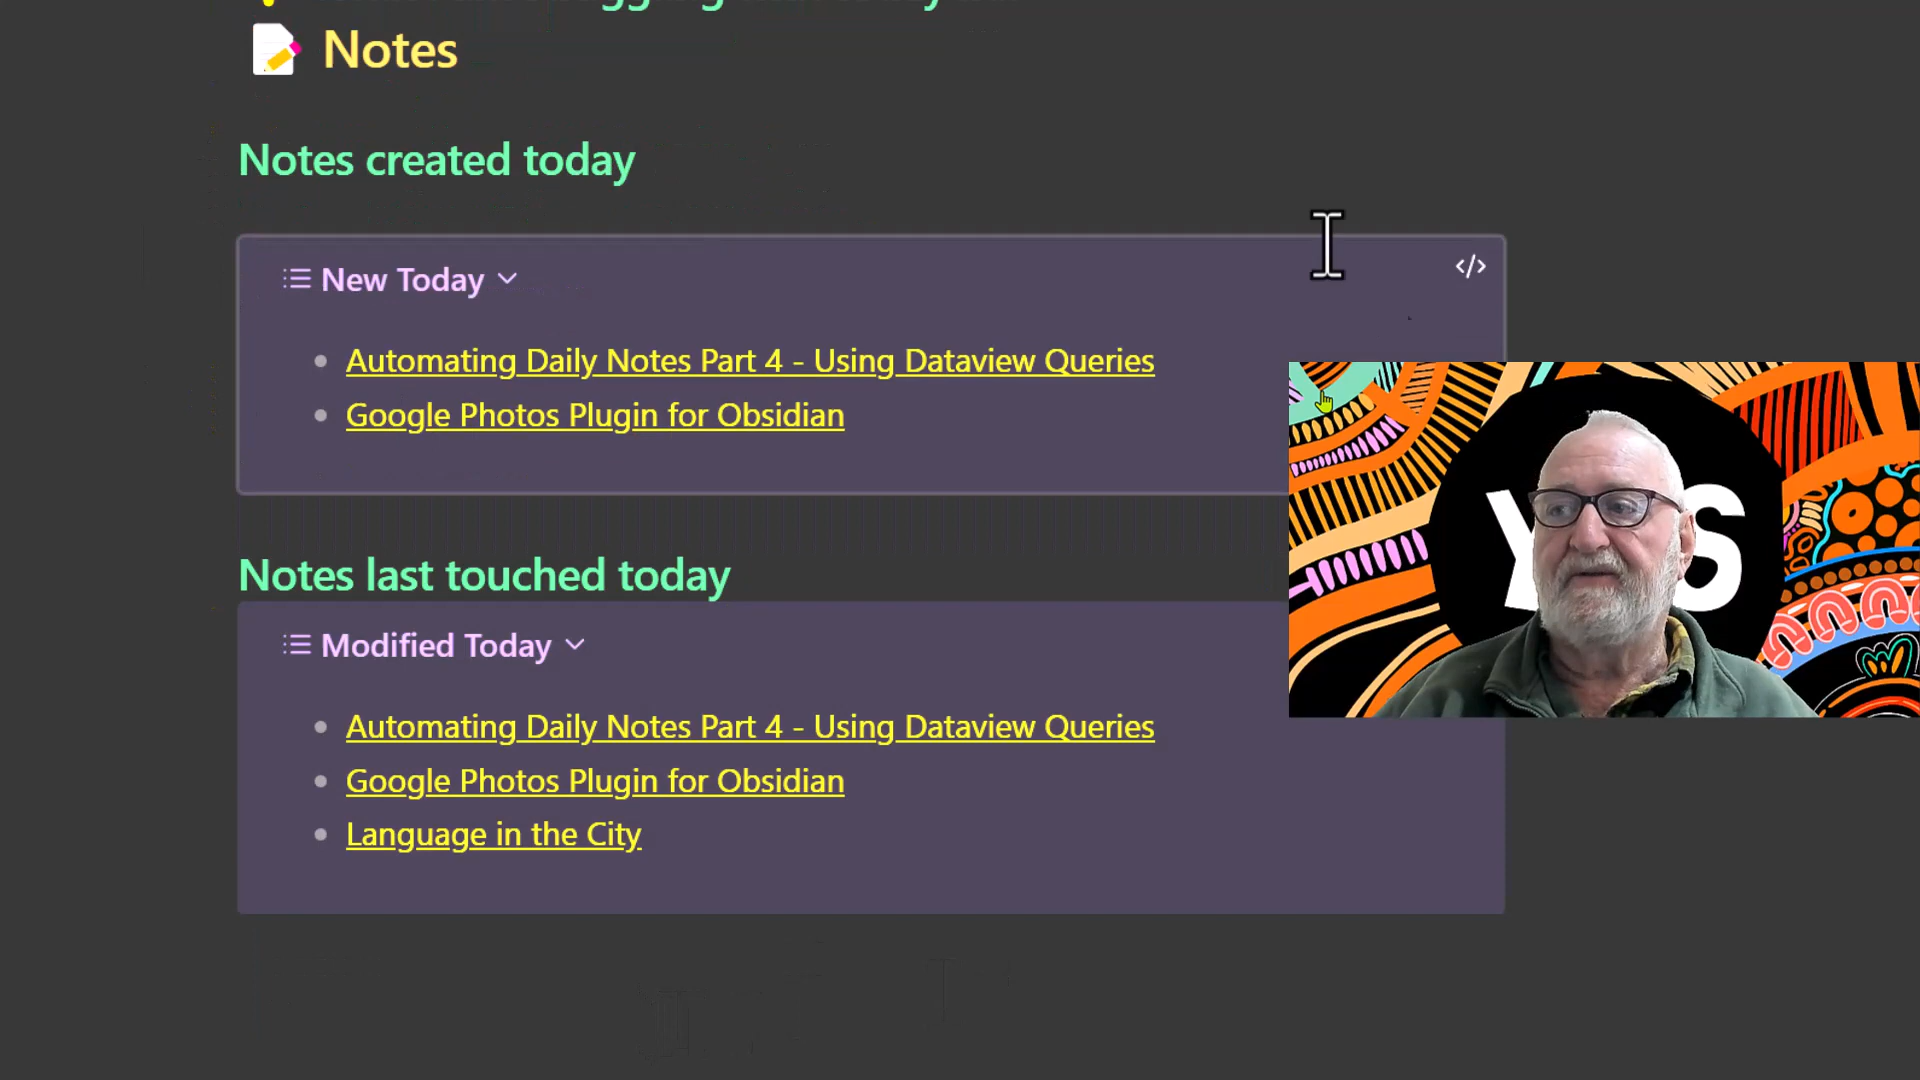 Notes
Notes created today
New Today
</>
Automating Daily Notes Part 4 - Using Dataview Queries
Google Photos Plugin for Obsidian
Notes last touched today
Modified Today
Automating Daily Notes Part 4 - Using Dataview Queries
Google Photos Plugin for Obsidian
Language in the City